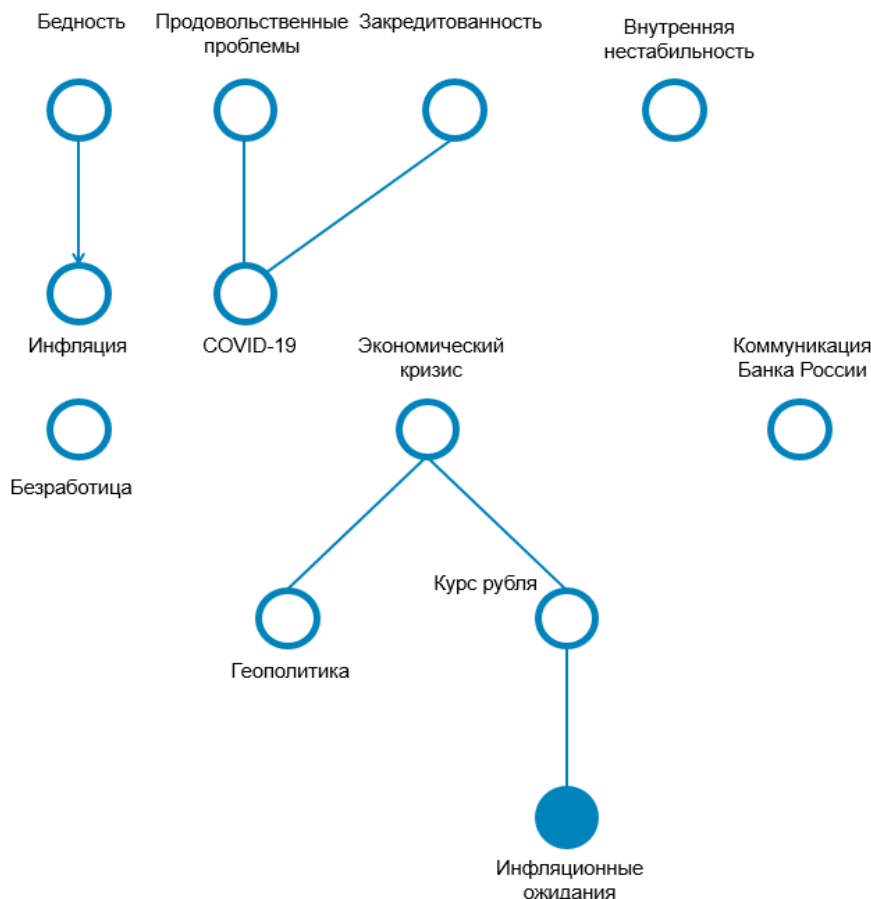 Бедность
Продовольственные
проблемы
Закредитованность
Внутренняя
нестабильность
Инфляция
COVID-19
Экономический
кризис
Коммуникация
Банка России
Безработица
Курс рубля
Геополитика
Инфляционные
ожидания